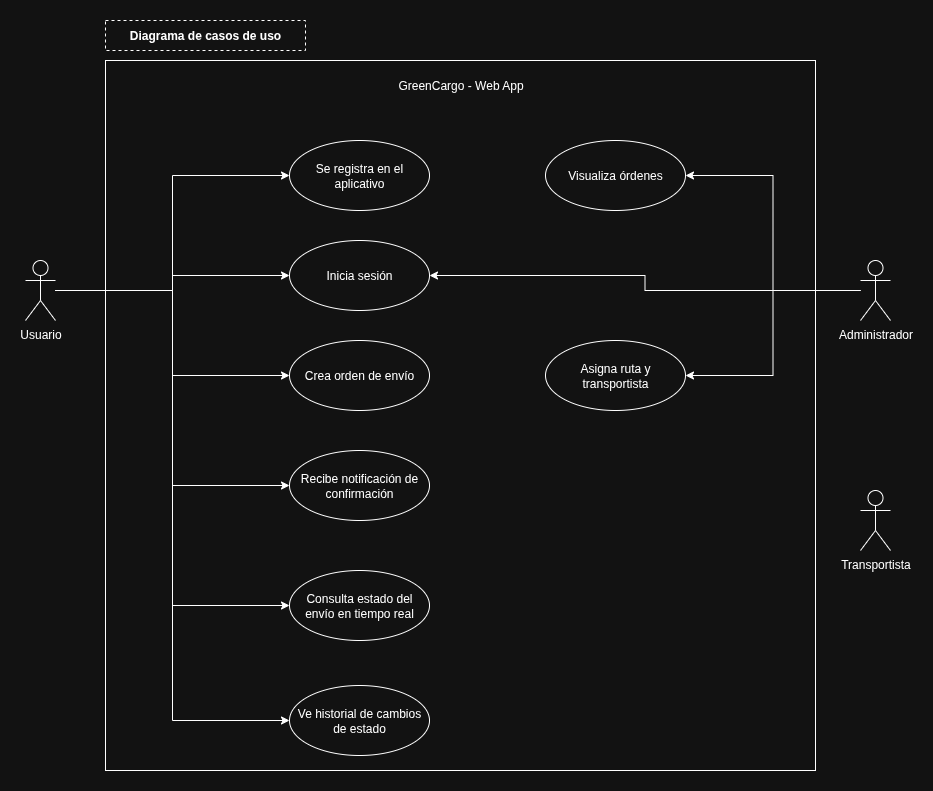 Diagrama de casos de uso
GreenCargo - Web App
Se registra en el
aplicativo
Visualiza órdenes
Inicia sesión
Usuario
Administrador
Crea orden de envío
Asigna ruta y
transportista
Recibe notificación de
confirmación
Transportista
Consulta estado del
envío en tiempo real
Ve historial de cambios
de estado